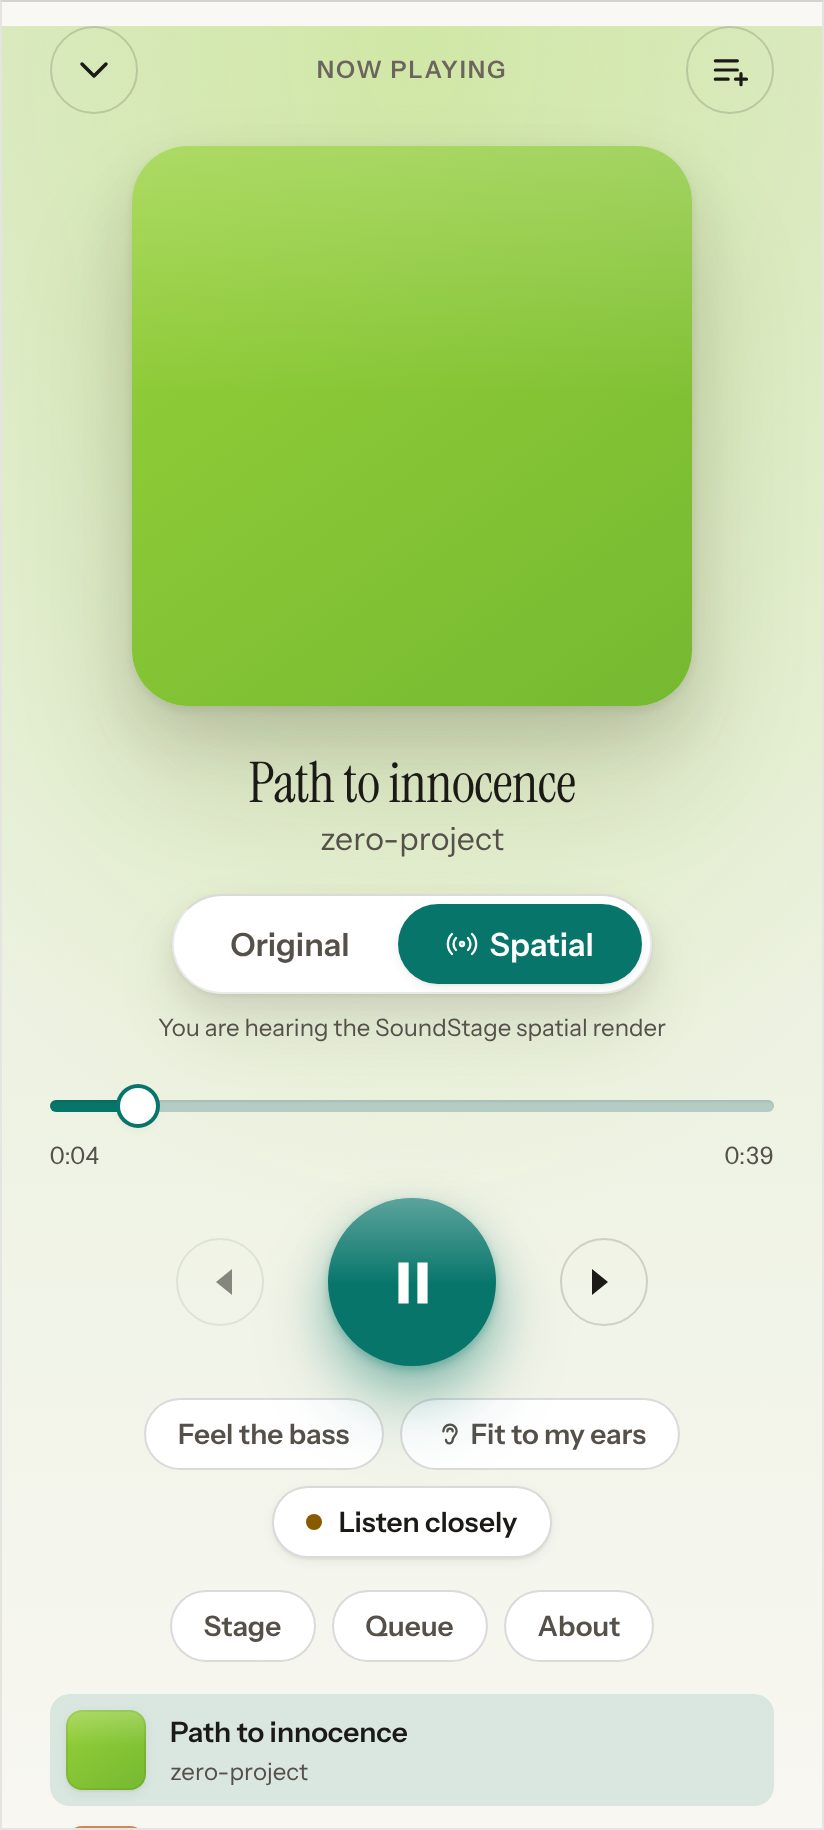 NOW PLAYING
Path to innocence
zero-project
Original
Spatial
You are hearing the SoundStage spatial render
0:04
0:39
Feel the bass
Fit to my ears
Listen closely
Stage
Queue
About
Path to innocence
zero-project